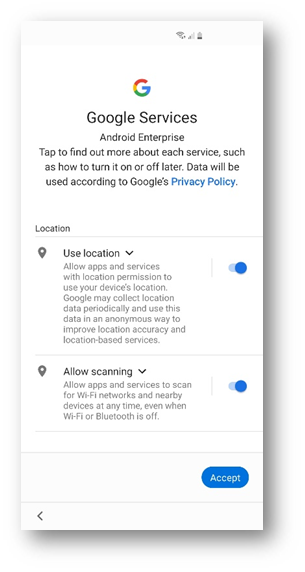 Google Services
Android Enterprise
Tap to find out more about each service, such
as how to turn it on or off later. Data will be
used according to Google's Privacy Policy.
Location
Use location
Allow apps and services
with location permission to
use your device's location.
Google may collect location
data periodically and use this
data in an anonymous way to
improve location accuracy and
location-based services.
Allow scanning
Allow apps and services to scan
for Wi-Fi networks and nearby
devices at any time, even when
Wi-Fi or Bluetooth is off.
Accept